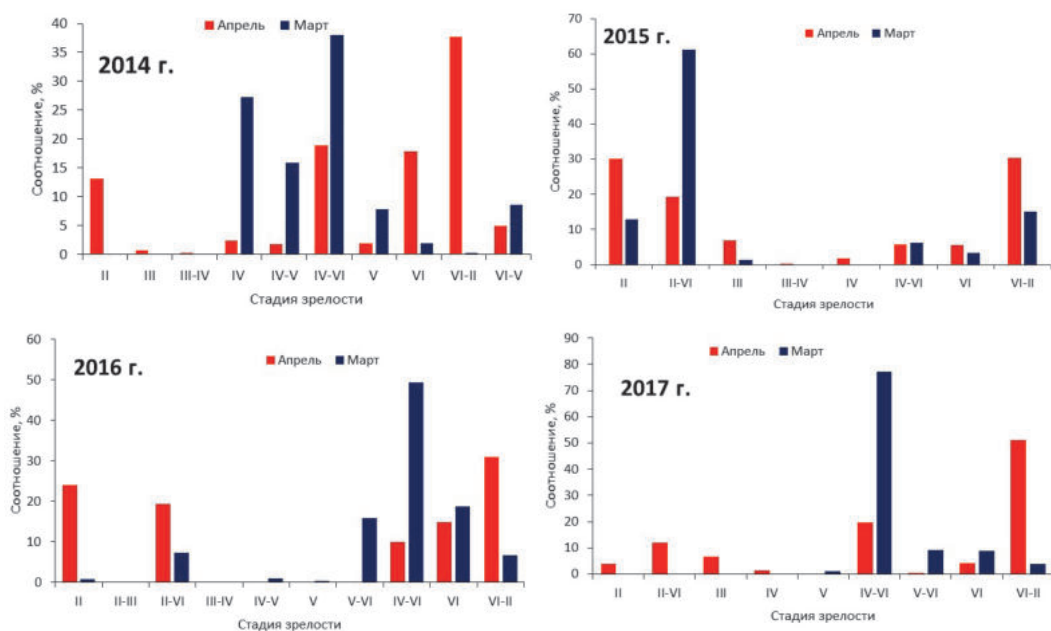 2014 г.
Апрель Март
Соотношение, %
40
35
30
25
20
15
10
5
0
II III III-IV IV IV-V IV-VI V VI VI-II VI-V
Стадия зрелости
2015 г.
Апрель Март
Соотношение, %
70
60
50
40
30
20
10
0
II II-VI III III-IV IV IV-VI VI VI-II
Стадия зрелости
2016 г.
Апрель Март
Соотношение, %
60
50
40
30
20
10
0
II II-III II-VI III-IV IV-V V V-VI IV-VI VI VI-II
Стадия зрелости
2017 г.
Апрель Март
Соотношение, %
90
80
70
60
50
40
30
20
10
0
II II-VI III IV V IV-VI V-VI VI VI-II
Стадия зрелости